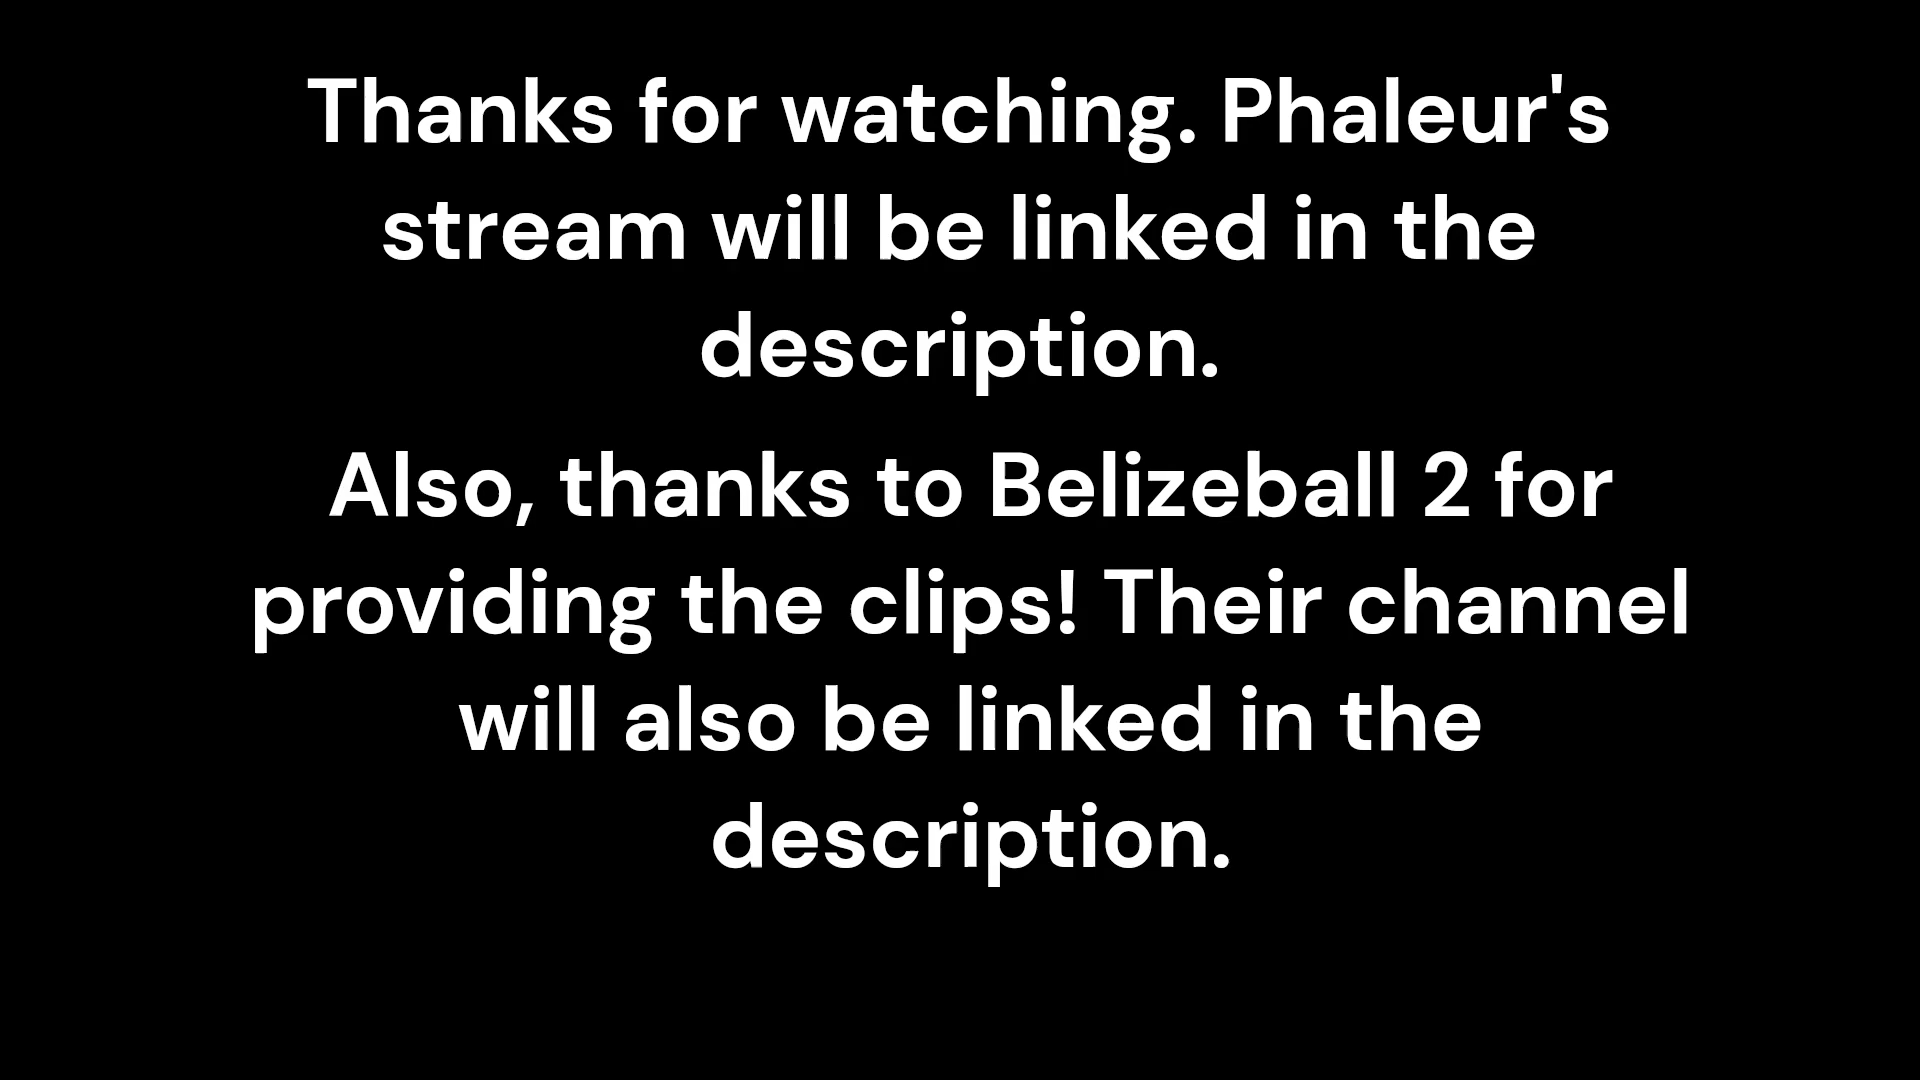 Thanks for watching. Phaleur's
stream will be linked in the
description.
Also, thanks to Belizeball 2 for
providing the clips! Their channel
will also be linked in the
description.